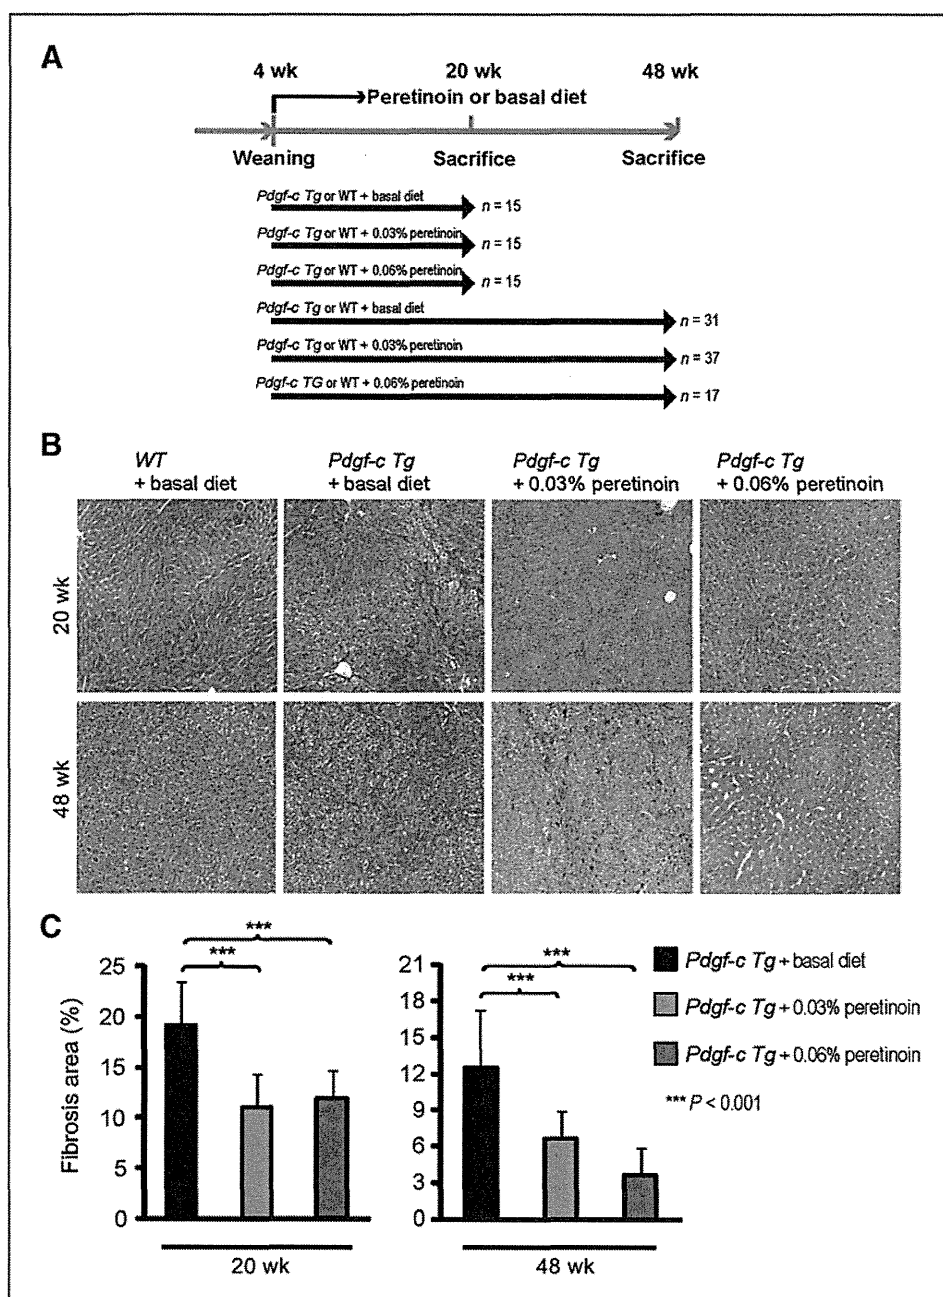 A
4 wk 20 wk 48 wk
Peretinoin or basal diet
Weaning Sacrifice Sacrifice
Pdgf-c Tg or WT + basal diet n = 15
Pdgf-c Tg or WT + 0.03% peretinoin n = 15
Pdgf-c Tg or WT + 0.06% peretinoin n = 15
Pdgf-c Tg or WT + basal diet n = 31
Pdgf-c Tg or WT + 0.03% peretinoin n = 37
Pdgf-c TG or WT + 0.06% peretinoin n = 17
B
WT + basal diet
Pdgf-c Tg + basal diet
Pdgf-c Tg + 0.03% peretinoin
Pdgf-c Tg + 0.06% peretinoin
20 wk
48 wk
C
Fibrosis area (%)
25
20
15
10
5
0
***
***
20 wk
21
18
15
12
9
6
3
0
***
***
48 wk
Pdgf-c Tg + basal diet
Pdgf-c Tg + 0.03% peretinoin
Pdgf-c Tg + 0.06% peretinoin
*** P < 0.001